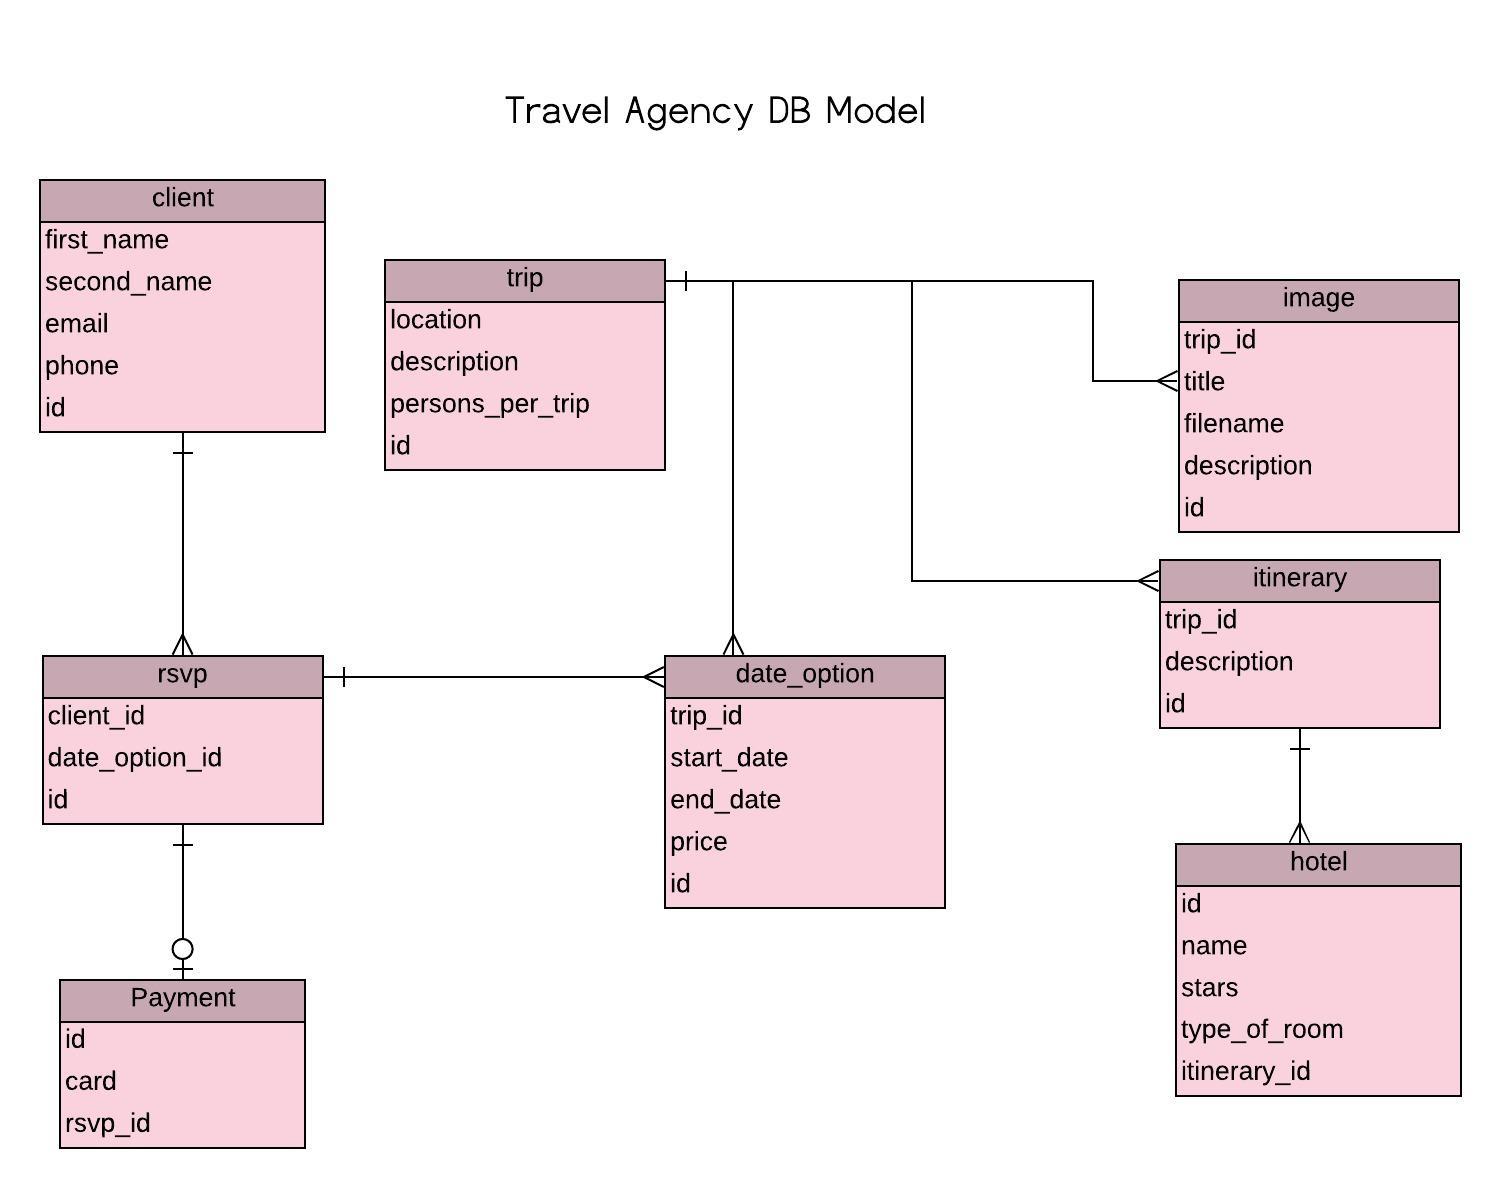 Travel Agency DB Model
client
first_name
second_name
email
phone
id
trip
location
description
persons_per_trip
id
image
trip_id
title
filename
description
id
itinerary
trip_id
description
id
rsvp
client_id
date_option_id
id
date_option
trip_id
start_date
end_date
price
id
hotel
id
name
stars
type_of_room
itinerary_id
Payment
id
card
rsvp_id